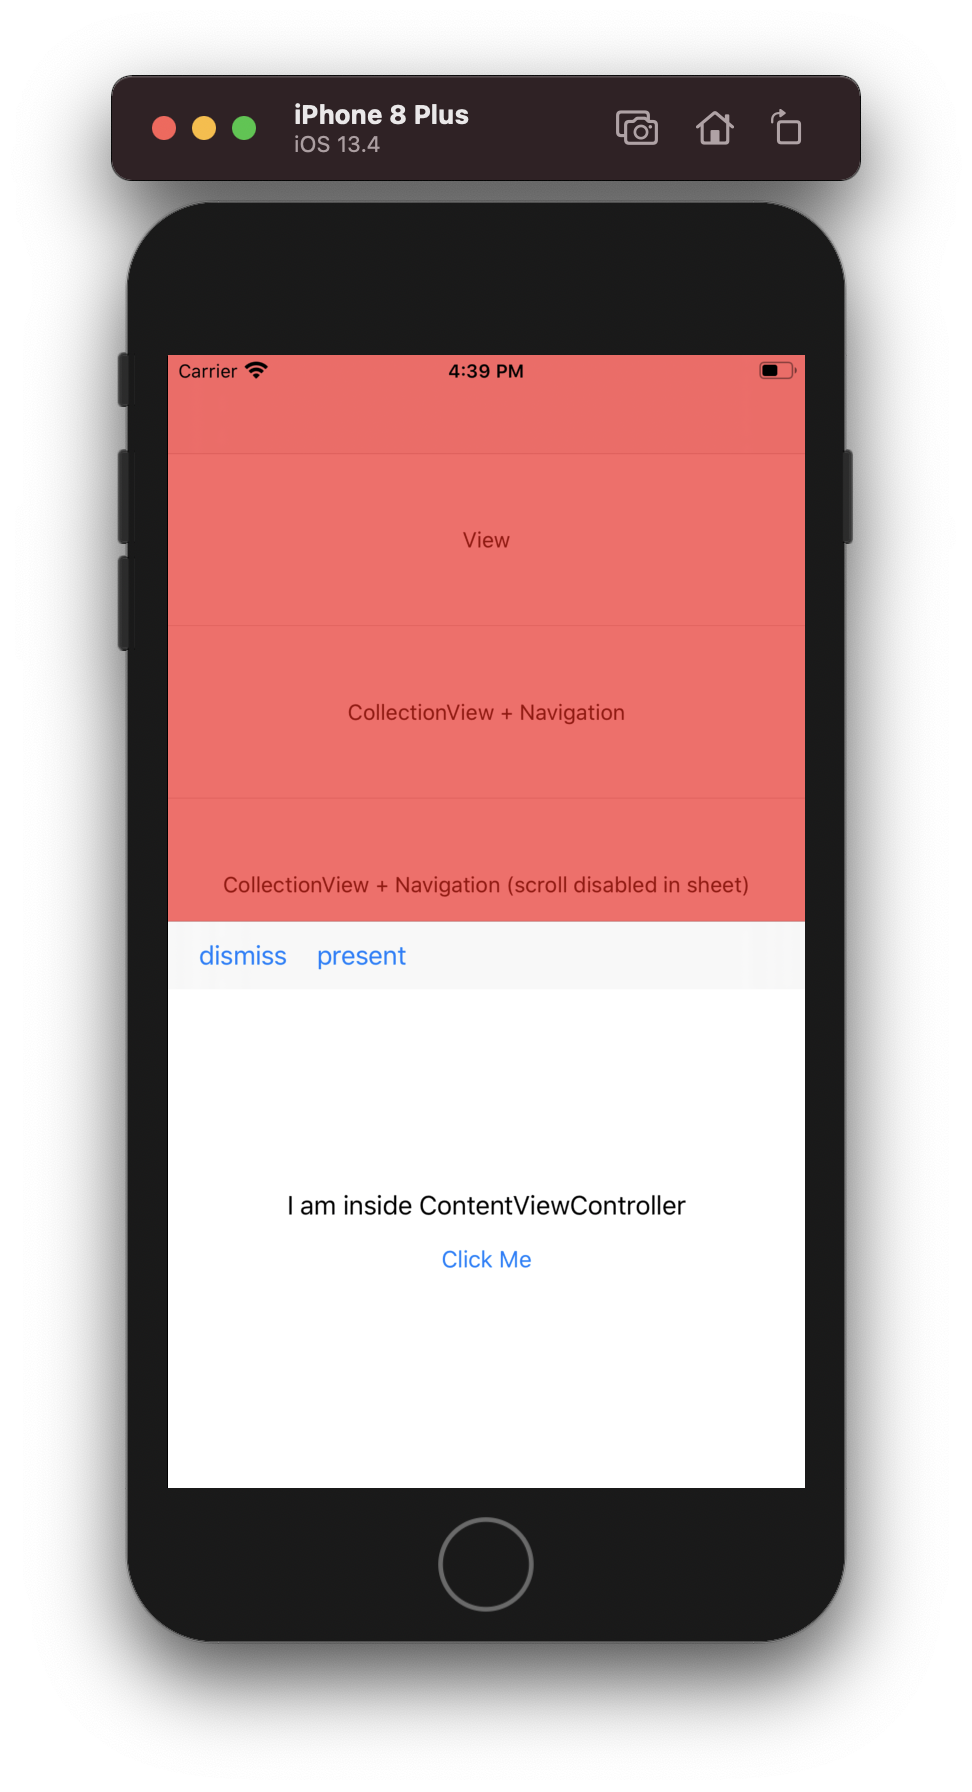 iPhone 8 Plus
iOS 13.4
Carrier 4:39 PM
View
CollectionView + Navigation
CollectionView + Navigation (scroll disabled in sheet)
dismiss present
I am inside ContentViewController
Click Me